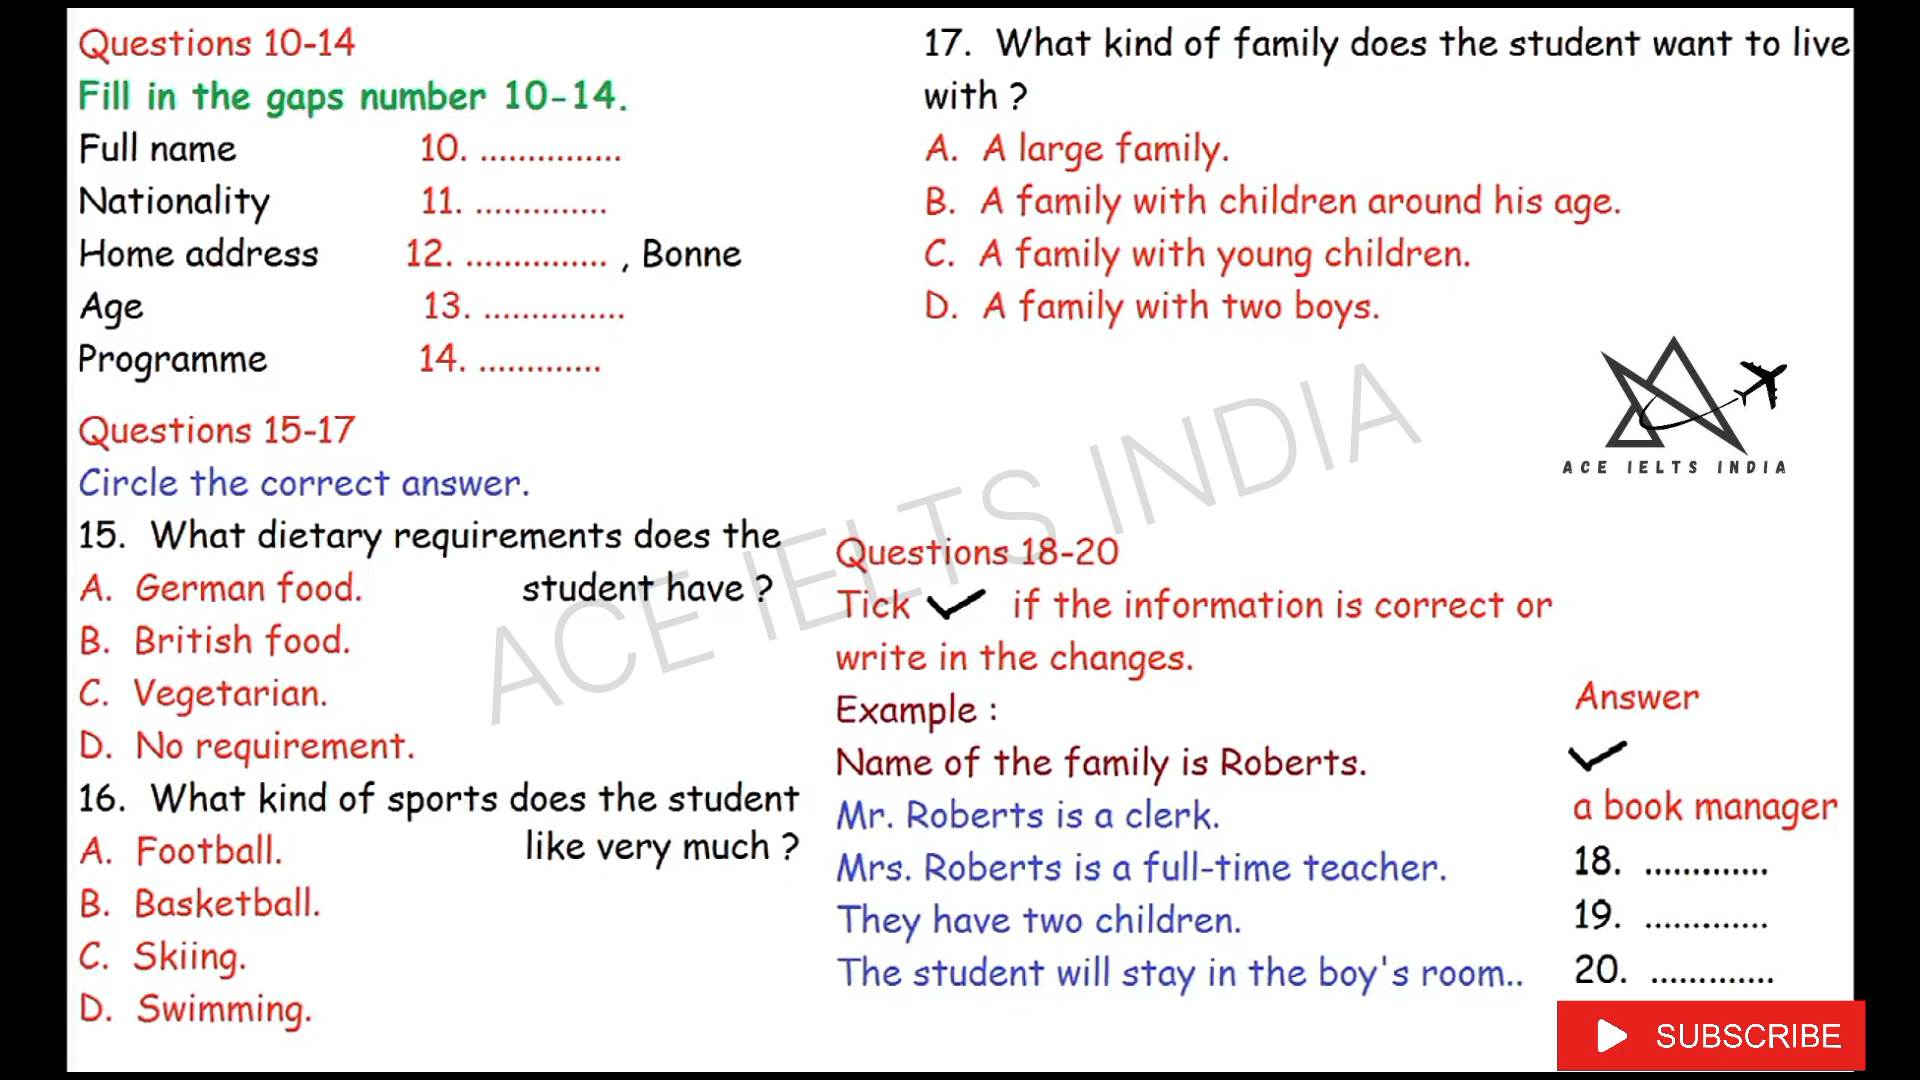 Questions 10-14
Fill in the gaps number 10-14.
Full name 10. ...............
Nationality 11. ..............
Home address 12. ............... , Bonne
Age 13. ...............
Programme 14. .............
Questions 15-17
Circle the correct answer.
15. What dietary requirements does the
student have ?
A. German food.
B. British food.
C. Vegetarian.
D. No requirement.
16. What kind of sports does the student
like very much ?
A. Football.
B. Basketball.
C. Skiing.
D. Swimming.
17. What kind of family does the student want to live
with ?
A. A large family.
B. A family with children around his age.
C. A family with young children.
D. A family with two boys.
ACE IELTS INDIA
ACE IELTS INDIA
Questions 18-20
Tick ✓ if the information is correct or
write in the changes.
Answer
Example :
Name of the family is Roberts. ✓
Mr. Roberts is a clerk. a book manager
Mrs. Roberts is a full-time teacher. 18. .............
They have two children. 19. .............
The student will stay in the boy's room.. 20. .............
SUBSCRIBE